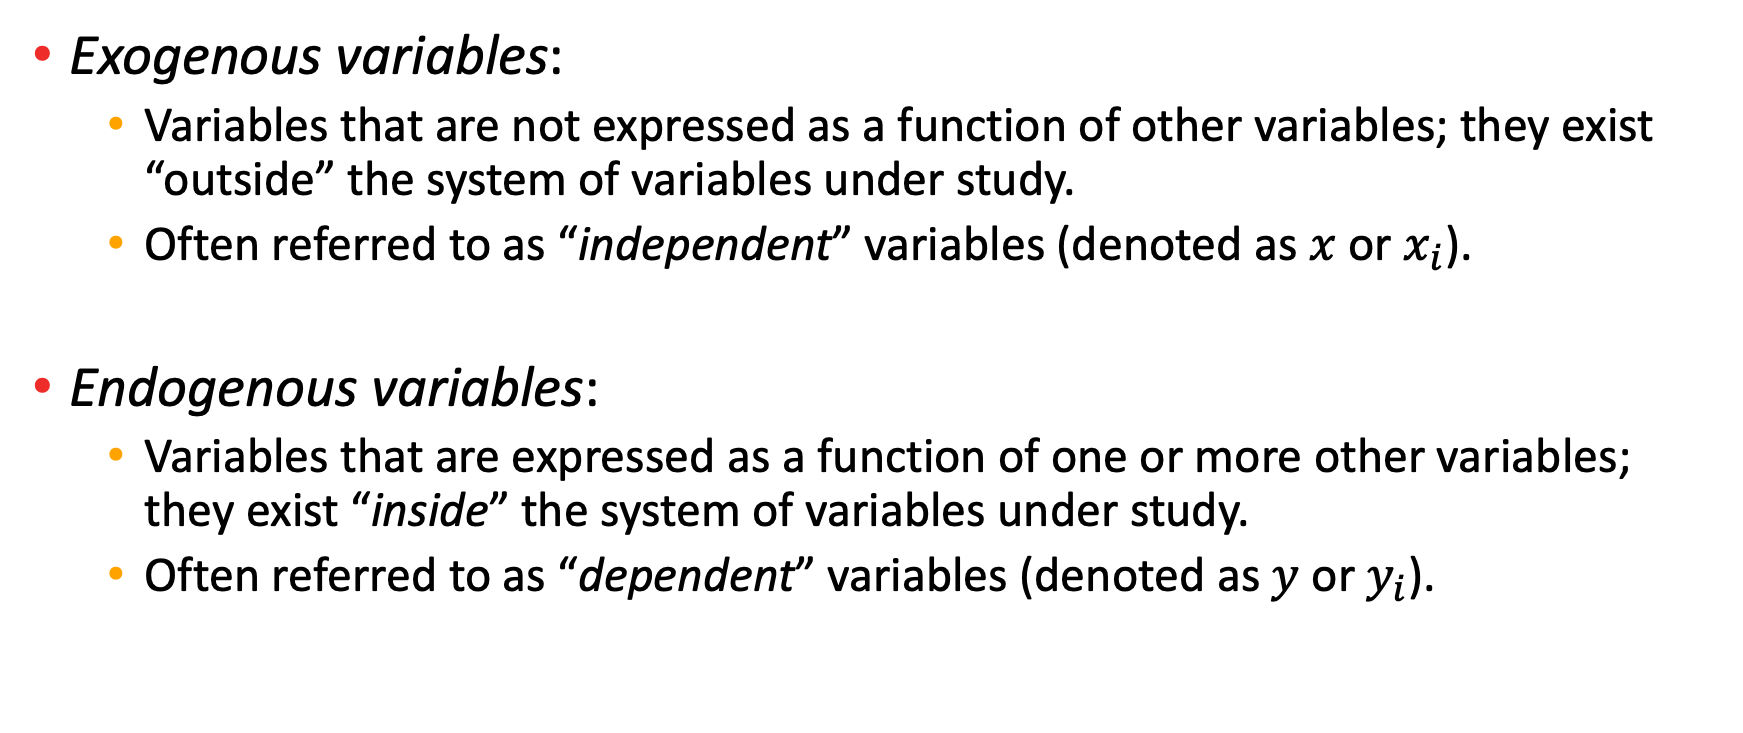 • Exogenous variables:
• Variables that are not expressed as a function of other variables; they exist
“outside” the system of variables under study.
• Often referred to as “independent” variables (denoted as x or xᵢ).
• Endogenous variables:
• Variables that are expressed as a function of one or more other variables;
they exist “inside” the system of variables under study.
• Often referred to as “dependent” variables (denoted as y or yᵢ).